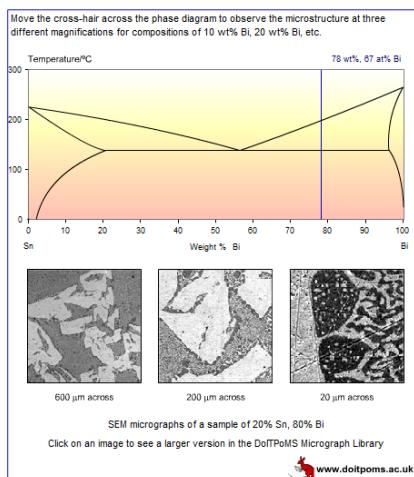 Move the cross-hair across the phase diagram to observe the microstructure at three
different magnifications for compositions of 10 wt% Bi, 20 wt% Bi, etc.
Temperature/ºC 78 wt%, 67 at% Bi
300
200
100
0
0 10 20 30 40 50 60 70 80 90 100
Sn Weight % Bi Bi
600 µm across 200 µm across 20 µm across
SEM micrographs of a sample of 20% Sn, 80% Bi
Click on an image to see a larger version in the DoITPoMS Micrograph Library
www.doitpoms.ac.uk